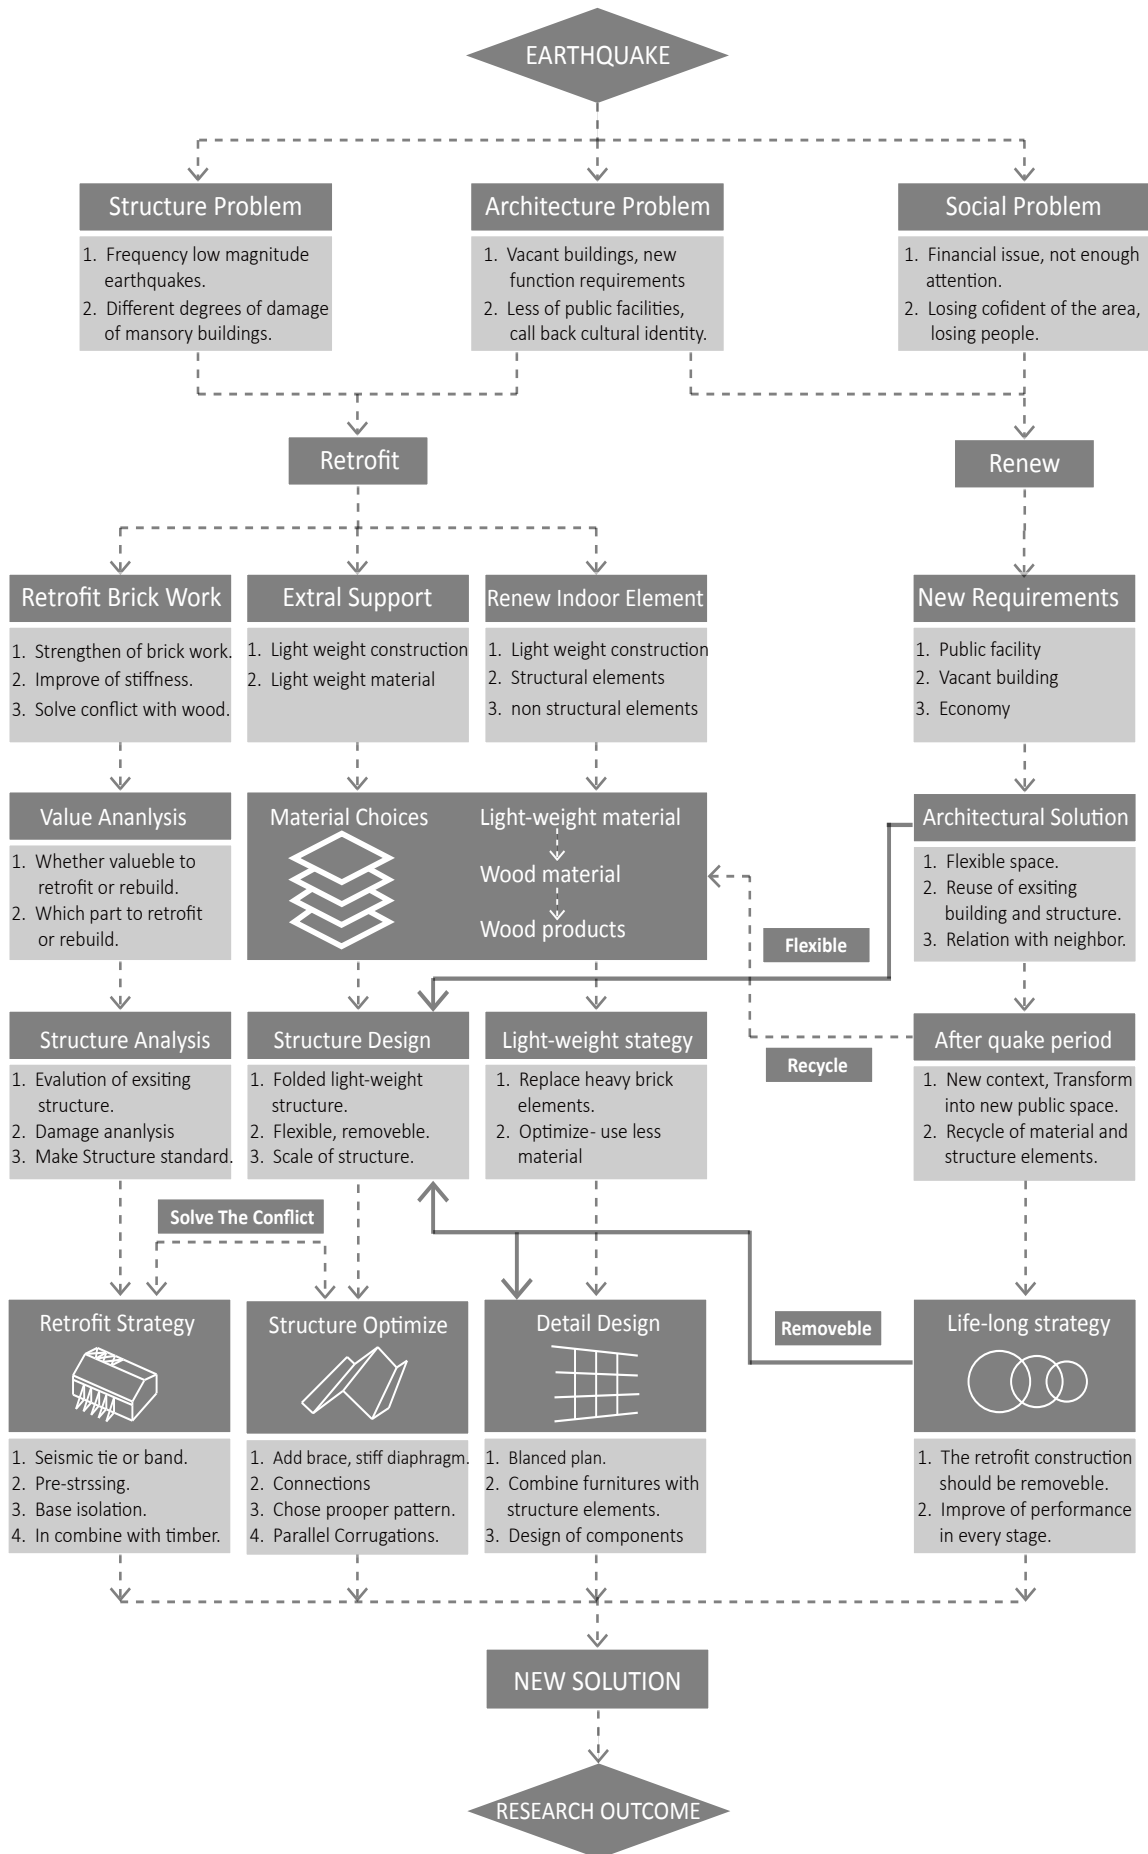 EARTHQUAKE
Structure Problem
1. Frequency low magnitude
earthquakes.
2. Different degrees of damage
of mansory buildings.
Architecture Problem
1. Vacant buildings, new
function requirements
2. Less of public facilities,
call back cultural identity.
Social Problem
1. Financial issue, not enough
attention.
2. Losing cofident of the area,
losing people.
Retrofit
Renew
Retrofit Brick Work
1. Strengthen of brick work.
2. Improve of stiffness.
3. Solve conflict with wood.
Extral Support
1. Light weight construction
2. Light weight material
Renew Indoor Element
1. Light weight construction
2. Structural elements
3. non structural elements
New Requirements
1. Public facility
2. Vacant building
3. Economy
Value Ananlysis
1. Whether valueble to
retrofit or rebuild.
2. Which part to retrofit
or rebuild.
Material Choices
Light-weight material
Wood material
Wood products
Architectural Solution
1. Flexible space.
2. Reuse of exsiting
building and structure.
3. Relation with neighbor.
Flexible
Structure Analysis
1. Evalution of exsiting
structure.
2. Damage ananlysis
3. Make Structure standard.
Structure Design
1. Folded light-weight
structure.
2. Flexible, removeble.
3. Scale of structure.
Light-weight stategy
1. Replace heavy brick
elements.
2. Optimize- use less
material
Recycle
After quake period
1. New context, Transform
into new public space.
2. Recycle of material and
structure elements.
Solve The Conflict
Retrofit Strategy
1. Seismic tie or band.
2. Pre-strssing.
3. Base isolation.
4. In combine with timber.
Structure Optimize
1. Add brace, stiff diaphragm.
2. Connections
3. Chose prooper pattern.
4. Parallel Corrugations.
Detail Design
1. Blanced plan.
2. Combine furnitures with
structure elements.
3. Design of components
Removeble
Life-long strategy
1. The retrofit construction
should be removeble.
2. Improve of performance
in every stage.
NEW SOLUTION
RESEARCH OUTCOME